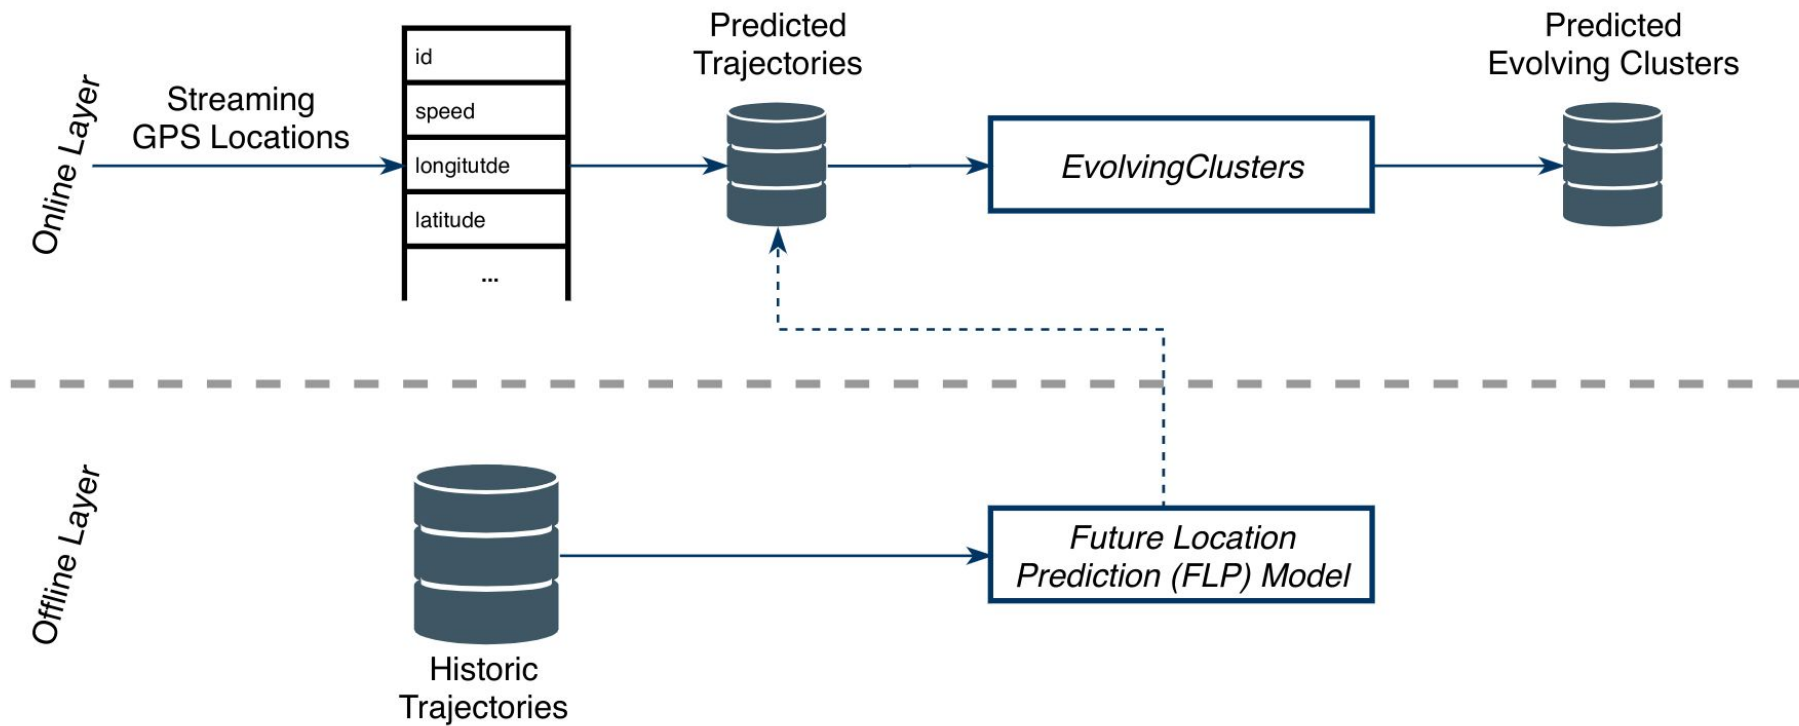 Online Layer
Streaming
GPS Locations
id
speed
longitutde
latitude
...
Predicted
Trajectories
EvolvingClusters
Predicted
Evolving Clusters
Offline Layer
Historic
Trajectories
Future Location
Prediction (FLP) Model